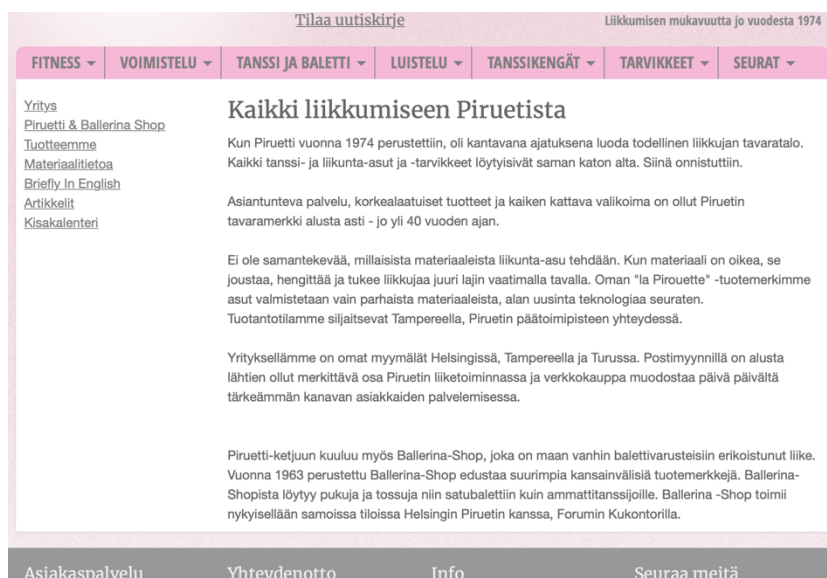 Tilaa uutiskirje
Liikkumisen mukavuutta jo vuodesta 1974
FITNESS
VOIMISTELU
TANSSI JA BALETTI
LUISTELU
TANSSIKENGÄT
TARVIKKEET
SEURAT
Yritys
Piruetti & Ballerina Shop
Tuotteemme
Materiaalitietoa
Briefly In English
Artikkelit
Kisakalenteri
Kaikki liikkumiseen Piruetista
Kun Piruetti vuonna 1974 perustettiin, oli kantavana ajatuksena luoda todellinen liikkujan tavaratalo.
Kaikki tanssi- ja liikunta-asut ja -tarvikkeet löytyisivät saman katon alta. Siinä onnistuttiin.
Asiantunteva palvelu, korkealaatuiset tuotteet ja kaiken kattava valikoima on ollut Piruetin
tavaramerkki alusta asti - jo yli 40 vuoden ajan.
Ei ole samantekevää, millaisista materiaaleista liikunta-asu tehdään. Kun materiaali on oikea, se
joustaa, hengittää ja tukee liikkujaa juuri lajin vaatimalla tavalla. Oman "la Pirouette" -tuotemerkimme
asut valmistetaan vain parhaista materiaaleista, alan uusinta teknologiaa seuraten.
Tuotantotilamme siljaitsevat Tampereella, Piruetin päätoimipisteen yhteydessä.
Yrityksellämme on omat myymälät Helsingissä, Tampereella ja Turussa. Postimyynnillä on alusta
lähtien ollut merkittävä osa Piruetin liiketoiminnassa ja verkkokauppa muodostaa päivä päivältä
tärkeämmän kanavan asiakkaiden palvelemisessa.
Piruetti-ketjuun kuuluu myös Ballerina-Shop, joka on maan vanhin balettivarusteisiin erikoistunut liike.
Vuonna 1963 perustettu Ballerina-Shop edustaa suurimpia kansainvälisiä tuotemerkkejä. Ballerina-
Shopista löytyy pukuja ja tossuja niin satubalettiin kuin ammattitanssijoille. Ballerina -Shop toimii
nykyisellään samoissa tiloissa Helsingin Piruetin kanssa, Forumin Kukontorilla.
Asiakaspalvelu
Yhteydenotto
Info
Seuraa meitä